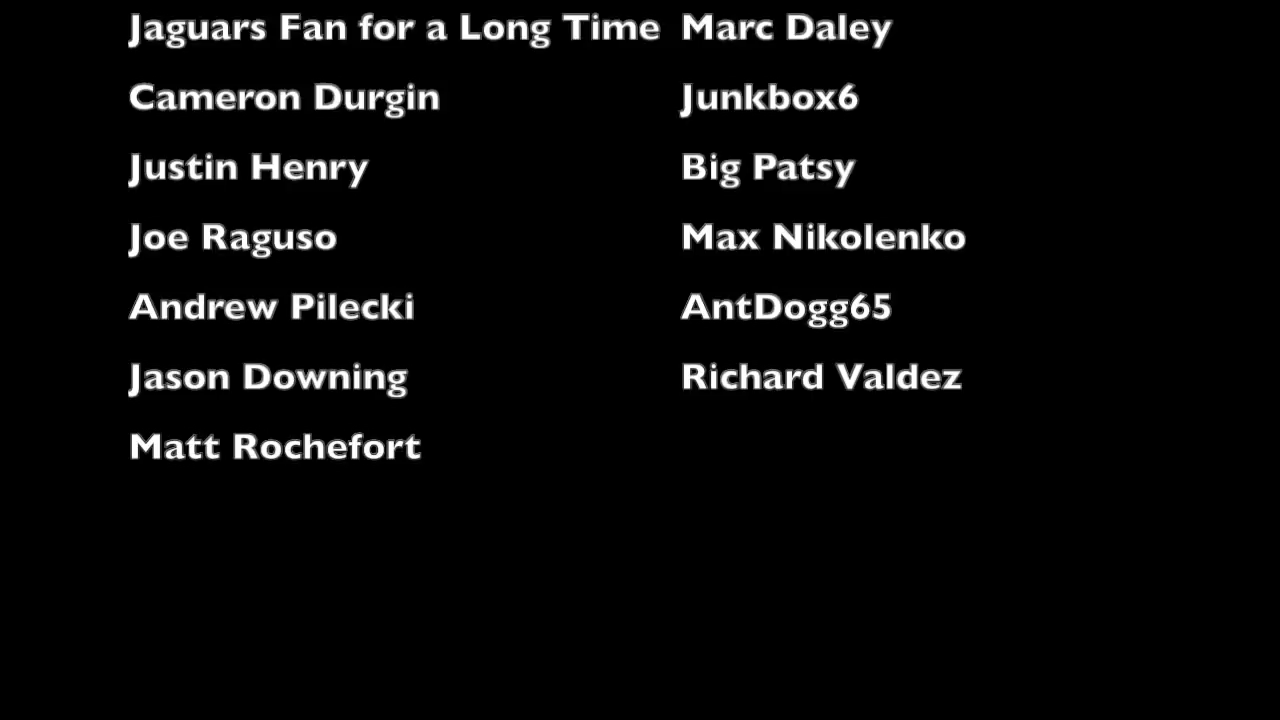 Jaguars Fan for a Long Time Marc Daley
Cameron Durgin Junkbox6
Justin Henry Big Patsy
Joe Raguso Max Nikolenko
Andrew Pilecki AntDogg65
Jason Downing Richard Valdez
Matt Rochefort